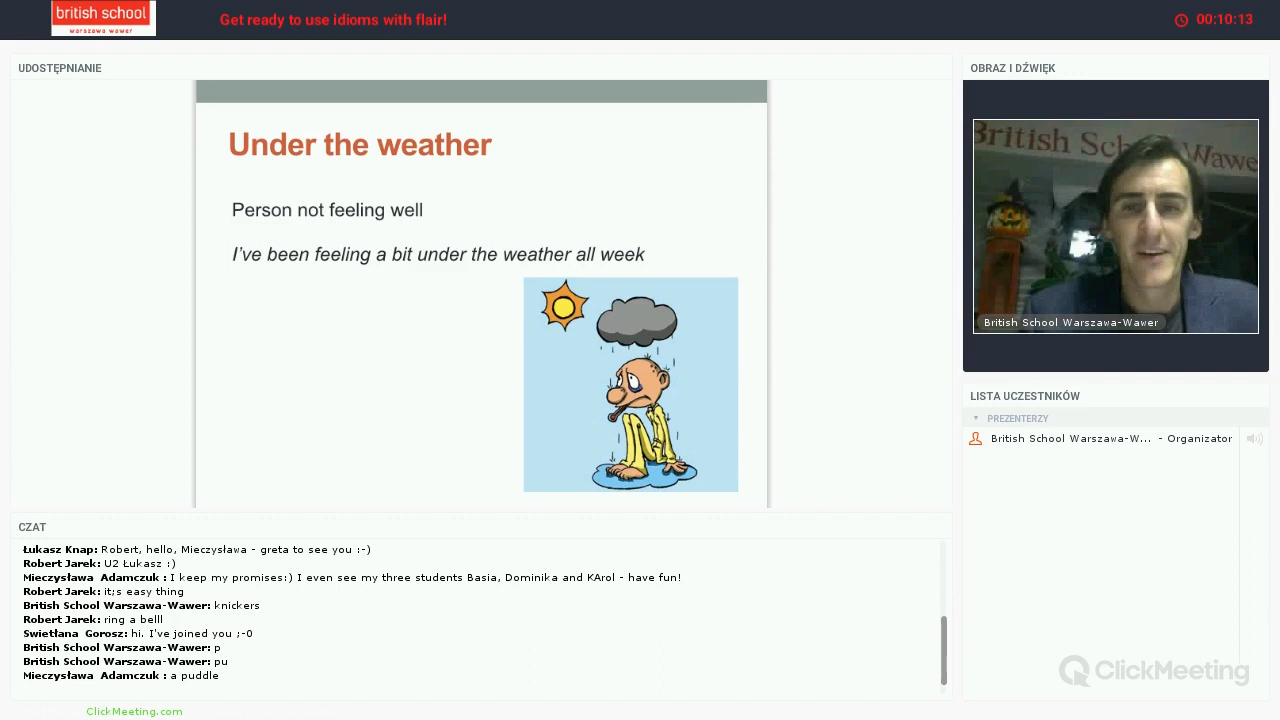 british school
warszawa wawer
Get ready to use idioms with flair!
00:10:13
UDOSTĘPNIANIE
OBRAZ I DŹWIĘK
Under the weather
Person not feeling well
I've been feeling a bit under the weather all week
British School Wawe
British School Warszawa-Wawer
LISTA UCZESTNIKÓW
PREZENTERZY
British School Warszawa-W... - Organizator
CZAT
Łukasz Knap: Robert, hello, Mieczysława - greta to see you :-)
Robert Jarek: U2 Łukasz :)
Mieczysława Adamczuk : I keep my promises:) I even see my three students Basia, Dominika and KArol - have fun!
Robert Jarek: it;s easy thing
British School Warszawa-Wawer: knickers
Robert Jarek: ring a belll
Swietłana Gorosz: hi. I've joined you ;-0
British School Warszawa-Wawer: p
British School Warszawa-Wawer: pu
Mieczysława Adamczuk : a puddle
ClickMeeting
ClickMeeting.com